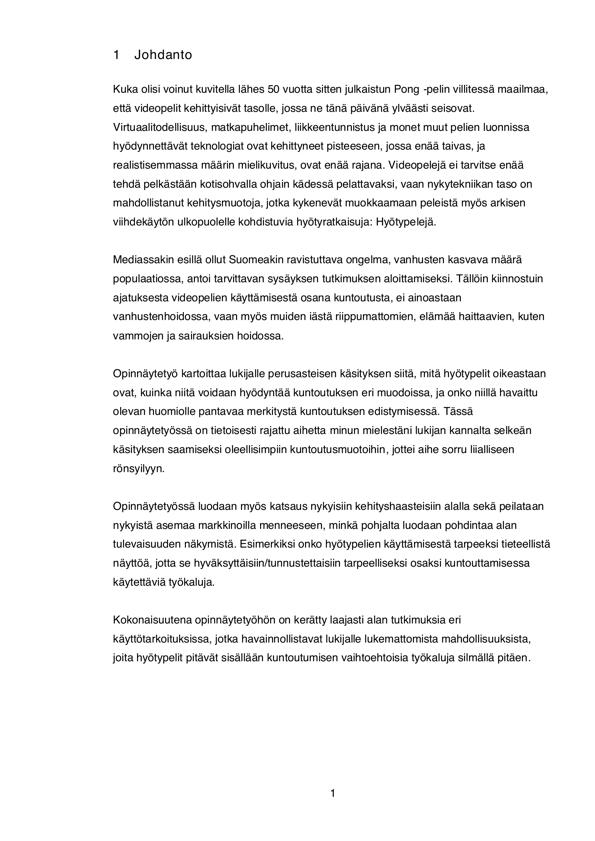 1 Johdanto
Kuka olisi voinut kuvitella lähes 50 vuotta sitten julkaistun Pong -pelin villitessä maailmaa,
että videopelit kehittyisivät tasolle, jossa ne tänä päivänä ylväästi seisovat.
Virtuaalitodellisuus, matkapuhelimet, liikkeentunnistus ja monet muut pelien luonnissa
hyödynnettävät teknologiat ovat kehittyneet pisteeseen, jossa enää taivas, ja
realistisemmassa määrin mielikuvitus, ovat enää rajana. Videopelejä ei tarvitse enää
tehdä pelkästään kotisohvalla ohjain kädessä pelattavaksi, vaan nykytekniikan taso on
mahdollistanut kehitysmuotoja, jotka kykenevät muokkaamaan peleistä myös arkisen
viihdekäytön ulkopuolelle kohdistuvia hyötyratkaisuja: Hyötypelejä.
Mediassakin esillä ollut Suomeakin ravistuttava ongelma, vanhusten kasvava määrä
populaatiossa, antoi tarvittavan sysäyksen tutkimuksen aloittamiseksi. Tällöin kiinnostuin
ajatuksesta videopelien käyttämisestä osana kuntoutusta, ei ainoastaan
vanhustenhoidossa, vaan myös muiden iästä riippumattomien, elämää haittaavien, kuten
vammojen ja sairauksien hoidossa.
Opinnäytetyö kartoittaa lukijalle perusasteisen käsityksen siitä, mitä hyötypelit oikeastaan
ovat, kuinka niitä voidaan hyödyntää kuntoutuksen eri muodoissa, ja onko niillä havaittu
olevan huomiolle pantavaa merkitystä kuntoutuksen edistymisessä. Tässä
opinnäytetyössä on tietoisesti rajattu aihetta minun mielestäni lukijan kannalta selkeän
käsityksen saamiseksi oleellisimpiin kuntoutusmuotoihin, jottei aihe sorru liialliseen
rönsyilyyn.
Opinnäytetyössä luodaan myös katsaus nykyisiin kehityshaasteisiin alalla sekä peilataan
nykyistä asemaa markkinoilla menneeseen, minkä pohjalta luodaan pohdintaa alan
tulevaisuuden näkymistä. Esimerkiksi onko hyötypelien käyttämisestä tarpeeksi tieteellistä
näyttöä, jotta se hyväksyttäisiin/tunnustettaisiin tarpeelliseksi osaksi kuntouttamisessa
käytettäviä työkaluja.
Kokonaisuutena opinnäytetyöhön on kerätty laajasti alan tutkimuksia eri
käyttötarkoituksissa, jotka havainnollistavat lukijalle lukemattomista mahdollisuuksista,
joita hyötypelit pitävät sisällään kuntoutumisen vaihtoehtoisia työkaluja silmällä pitäen.
1